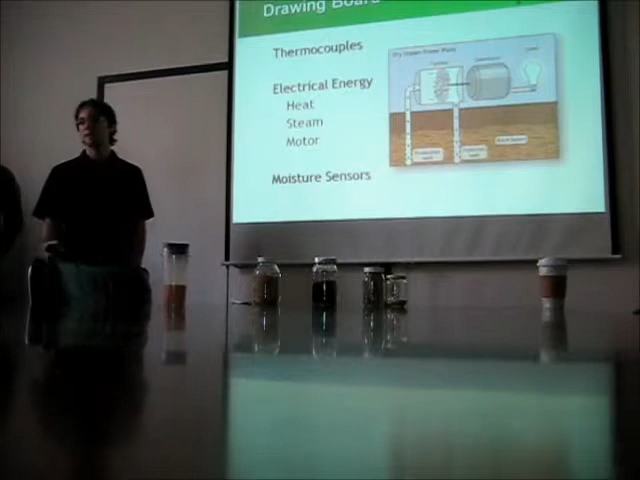 Drawing Board
Thermocouples
Electrical Energy
Heat
Steam
Motor
Moisture Sensors